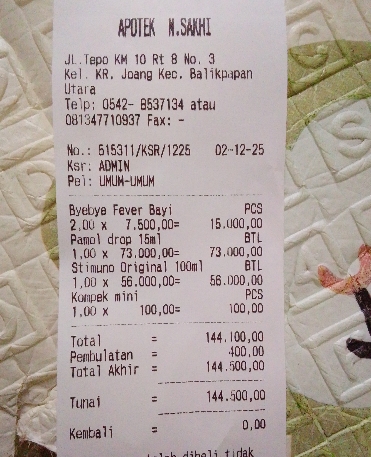 APOTEK N.SAKHI
JL.Tepo KM 10 Rt 8 No. 3
Kel. KR. Joang Kec. Balikpapan
Utara
Telp: 0542- 8537134 atau
081347710937 Fax: -
No.: 615311/KSR/1225 02-12-25
Ksr: ADMIN
Pel: UMUM-UMUM
Byebye Fever Bayi PCS
2,00 x 7.500,00= 15.000,00
Pamol drop 15ml BTL
1,00 x 73.000,00= 73.000,00
Stimuno Original 100ml BTL
1,00 x 56.000,00= 56.000,00
Kompek mini PCS
1,00 x 100,00= 100,00
Total = 144.100,00
Pembulatan = 400,00
Total Akhir = 144.500,00
Tunai = 144.500,00
Kembali = 0,00
dibeli tidak